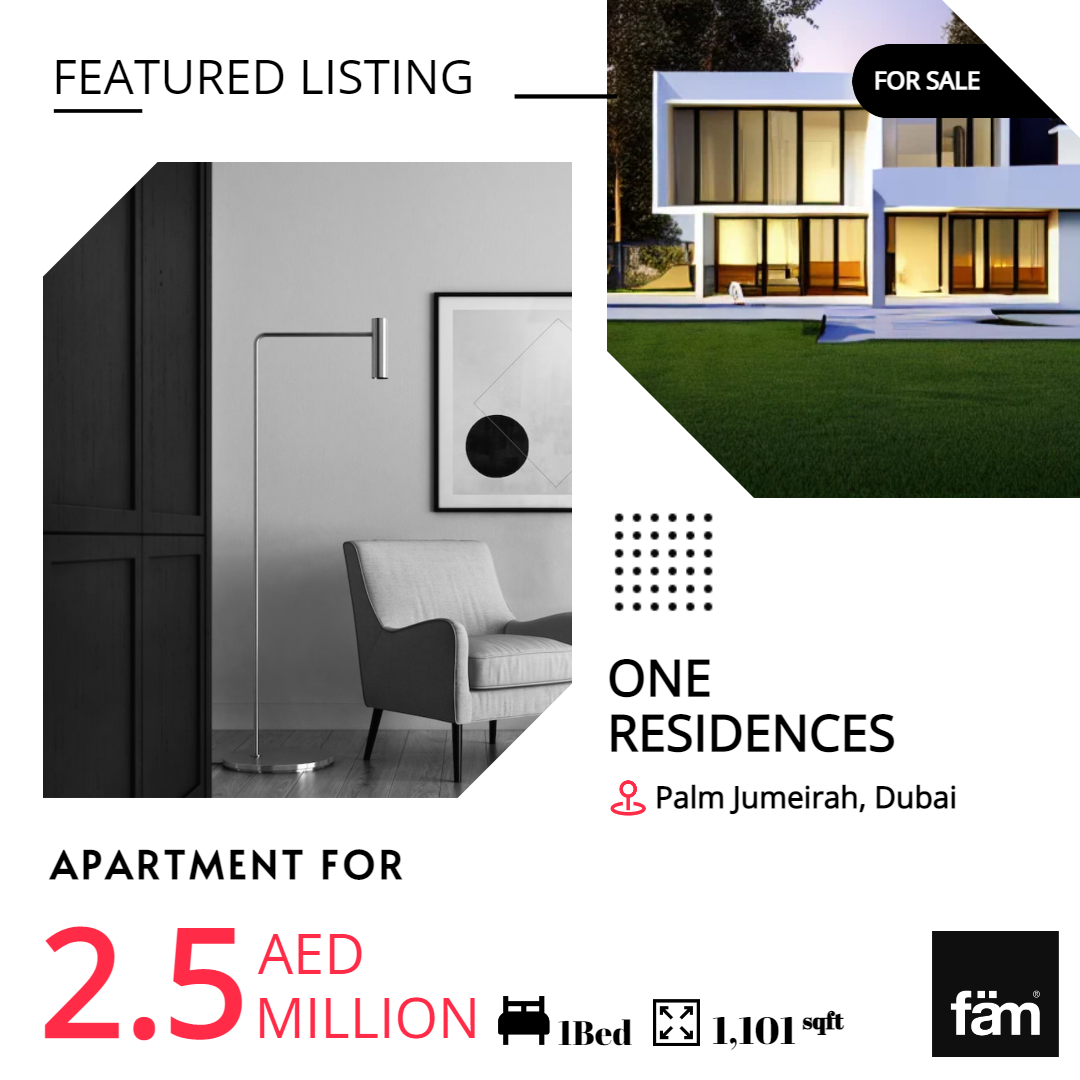 FEATURED LISTING
FOR SALE
ONE
RESIDENCES
Palm Jumeirah, Dubai
APARTMENT FOR
2.5 AED
MILLION
1Bed
1,101 sqft
fäm®